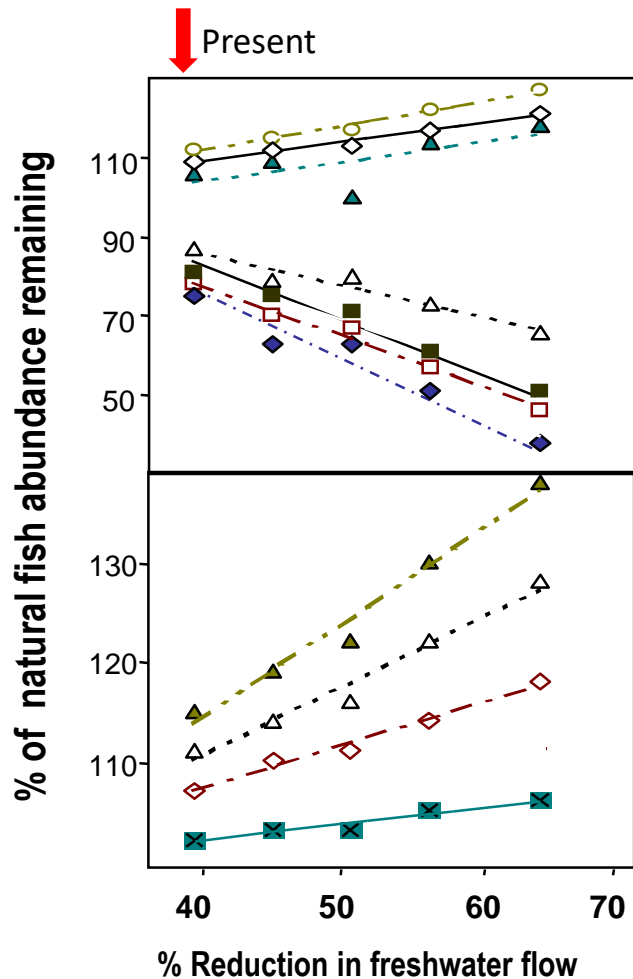 Present
% of natural fish abundance remaining
110
90
70
50
130
120
110
40 50 60 70
% Reduction in freshwater flow